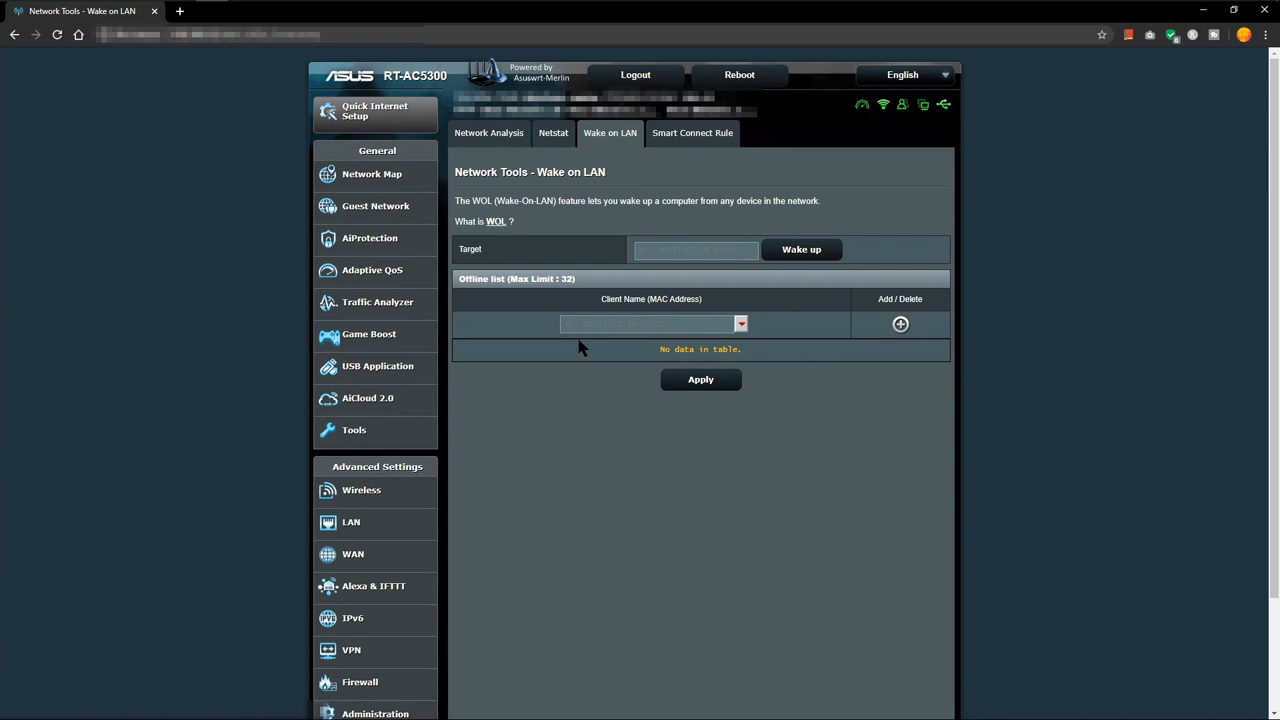 Network Tools - Wake on LAN
ASUS RT-AC5300
Powered by
Asuswrt-Merlin
Logout
Reboot
English
Quick Internet
Setup
General
Network Map
Guest Network
AiProtection
Adaptive QoS
Traffic Analyzer
Game Boost
USB Application
AiCloud 2.0
Tools
Advanced Settings
Wireless
LAN
WAN
Alexa & IFTTT
IPv6
VPN
Firewall
Administration
Network Analysis
Netstat
Wake on LAN
Smart Connect Rule
Network Tools - Wake on LAN
The WOL (Wake-On-LAN) feature lets you wake up a computer from any device in the network.
What is WOL ?
Target
Wake up
Offline list (Max Limit : 32)
Client Name (MAC Address)
Add / Delete
No data in table.
Apply